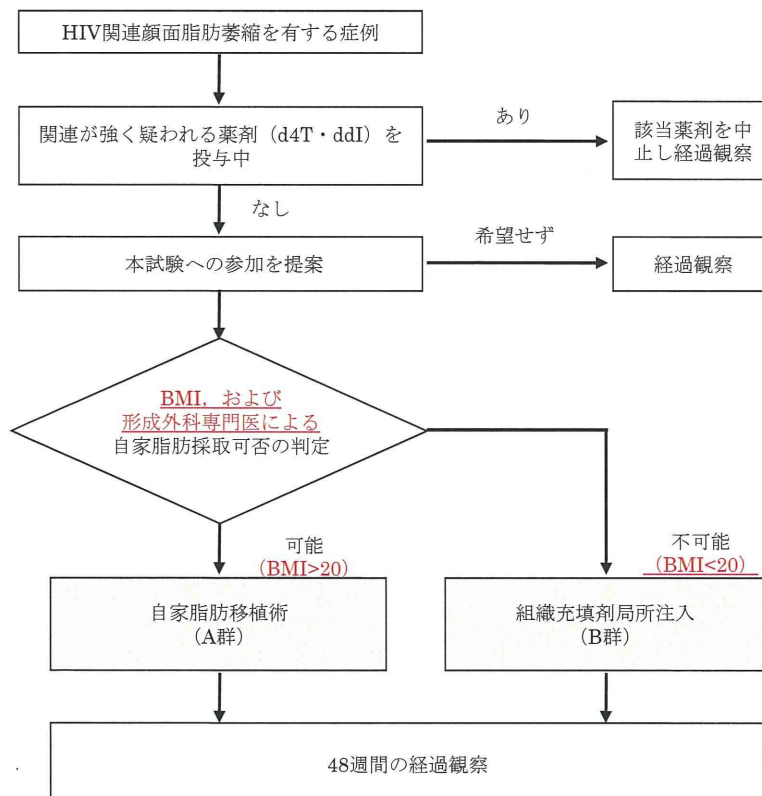 HIV関連顔面脂肪萎縮を有する症例
関連が強く疑われる薬剤（d4T・ddI）を
投与中
あり
該当薬剤を中
止し経過観察
なし
本試験への参加を提案
希望せず
経過観察
BMI，および
形成外科専門医による
自家脂肪採取可否の判定
可能
(BMI>20)
不可能
(BMI<20)
自家脂肪移植術
（A群）
組織充填剤局所注入
（B群）
48週間の経過観察